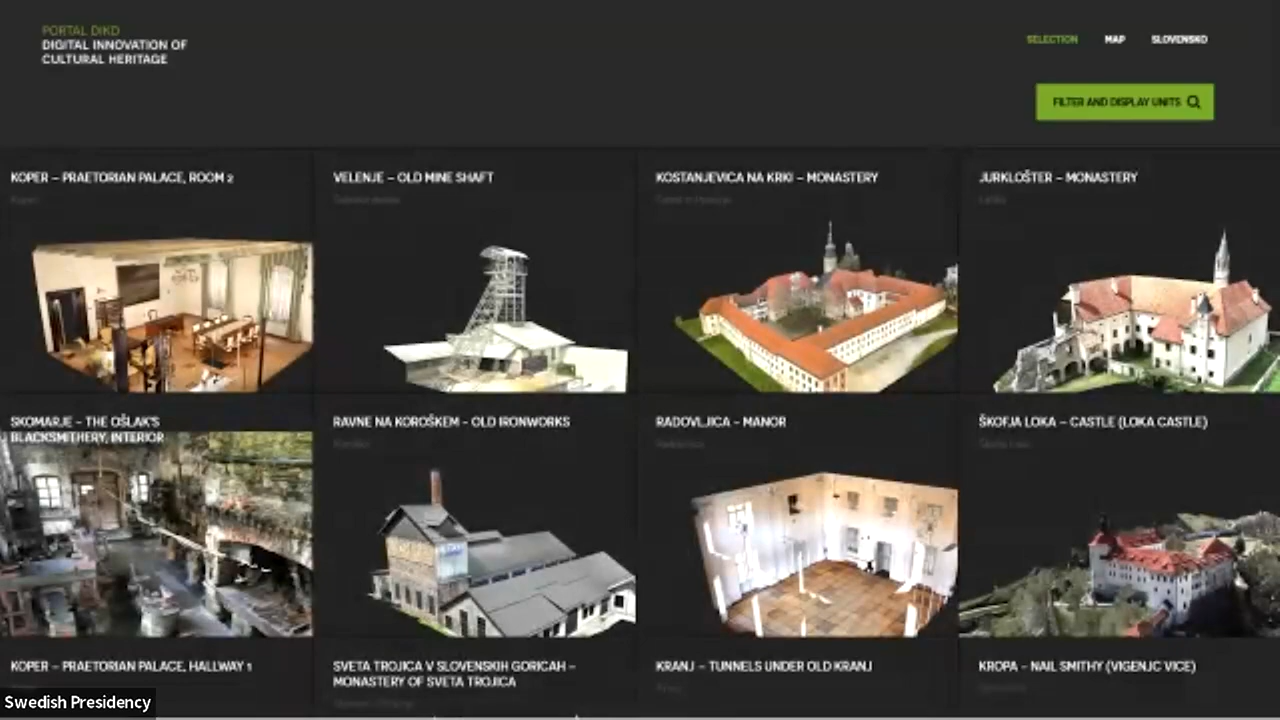 PORTAL DIKD
DIGITAL INNOVATION OF
CULTURAL HERITAGE
SELECTION MAP SLOVENSKO
FILTER AND DISPLAY UNITS
KOPER – PRAETORIAN PALACE, ROOM 2
VELENJE – OLD MINE SHAFT
KOSTANJEVICA NA KRKI – MONASTERY
JURKLOŠTER – MONASTERY
Koper
SKOMARJE – THE OŠLAK'S
BLACKSMITHERY, INTERIOR
RAVNE NA KOROŠKEM – OLD IRONWORKS
RADOVLJICA – MANOR
ŠKOFJA LOKA – CASTLE (LOKA CASTLE)
KOPER – PRAETORIAN PALACE, HALLWAY 1
SVETA TROJICA V SLOVENSKIH GORICAH –
MONASTERY OF SVETA TROJICA
KRANJ – TUNNELS UNDER OLD KRANJ
KROPA – NAIL SMITHY (VIGENJC VICE)
Swedish Presidency